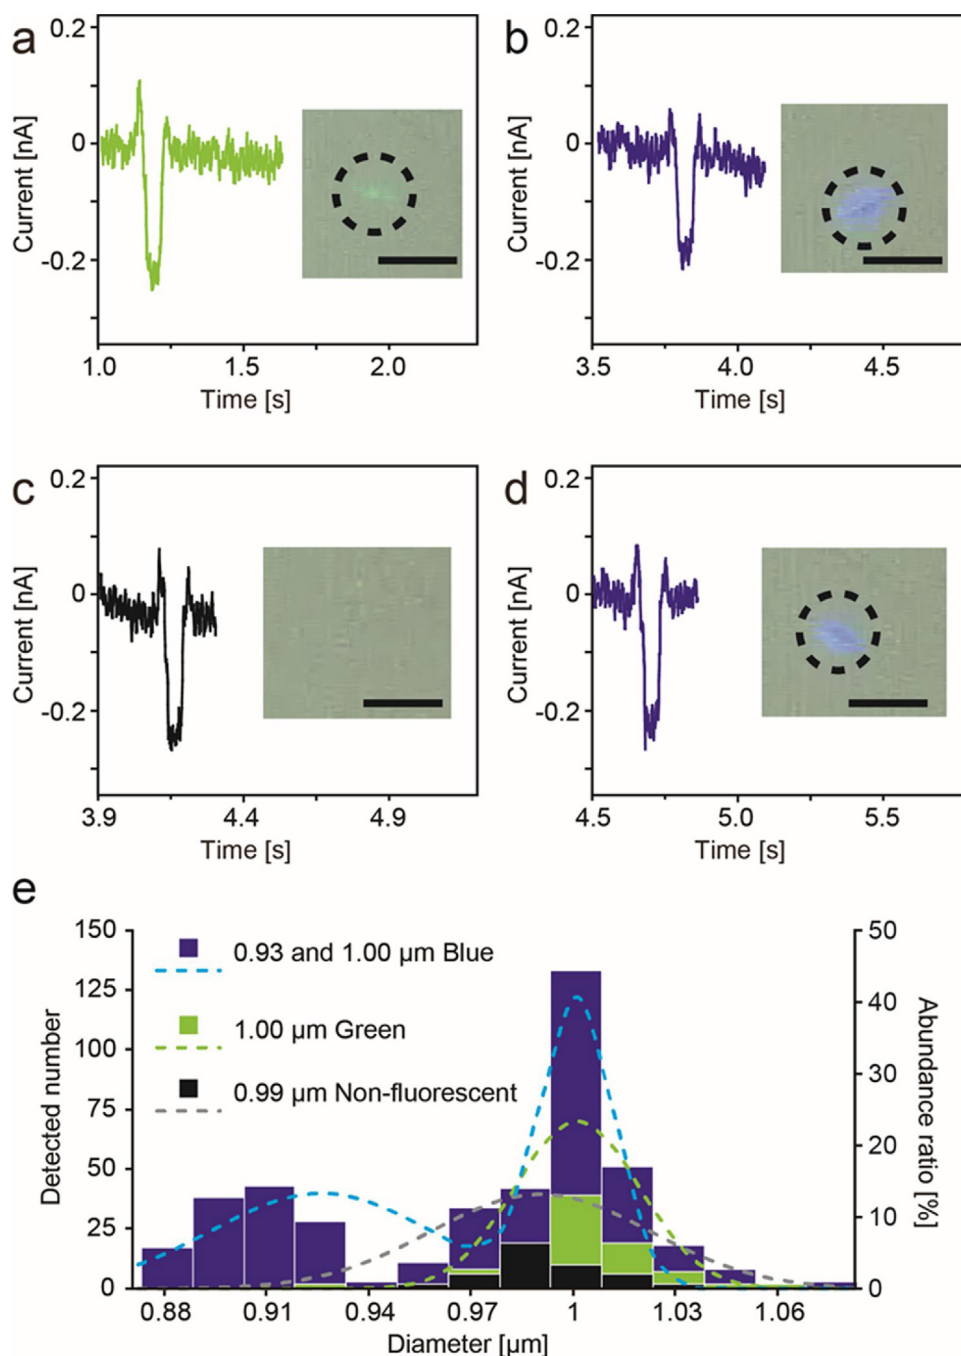 a
0.2
0
-0.2
Current [nA]
1.0 1.5 2.0
Time [s]
b
0.2
0
-0.2
Current [nA]
3.5 4.0 4.5
Time [s]
c
0.2
0
-0.2
Current [nA]
3.9 4.4 4.9
Time [s]
d
0.2
0
-0.2
Current [nA]
4.5 5.0 5.5
Time [s]
e
150
125
100
75
50
25
0
Detected number
0.93 and 1.00 µm Blue
1.00 µm Green
0.99 µm Non-fluorescent
50
40
30
20
10
0
Abundance ratio [%]
0.88 0.91 0.94 0.97 1 1.03 1.06
Diameter [µm]